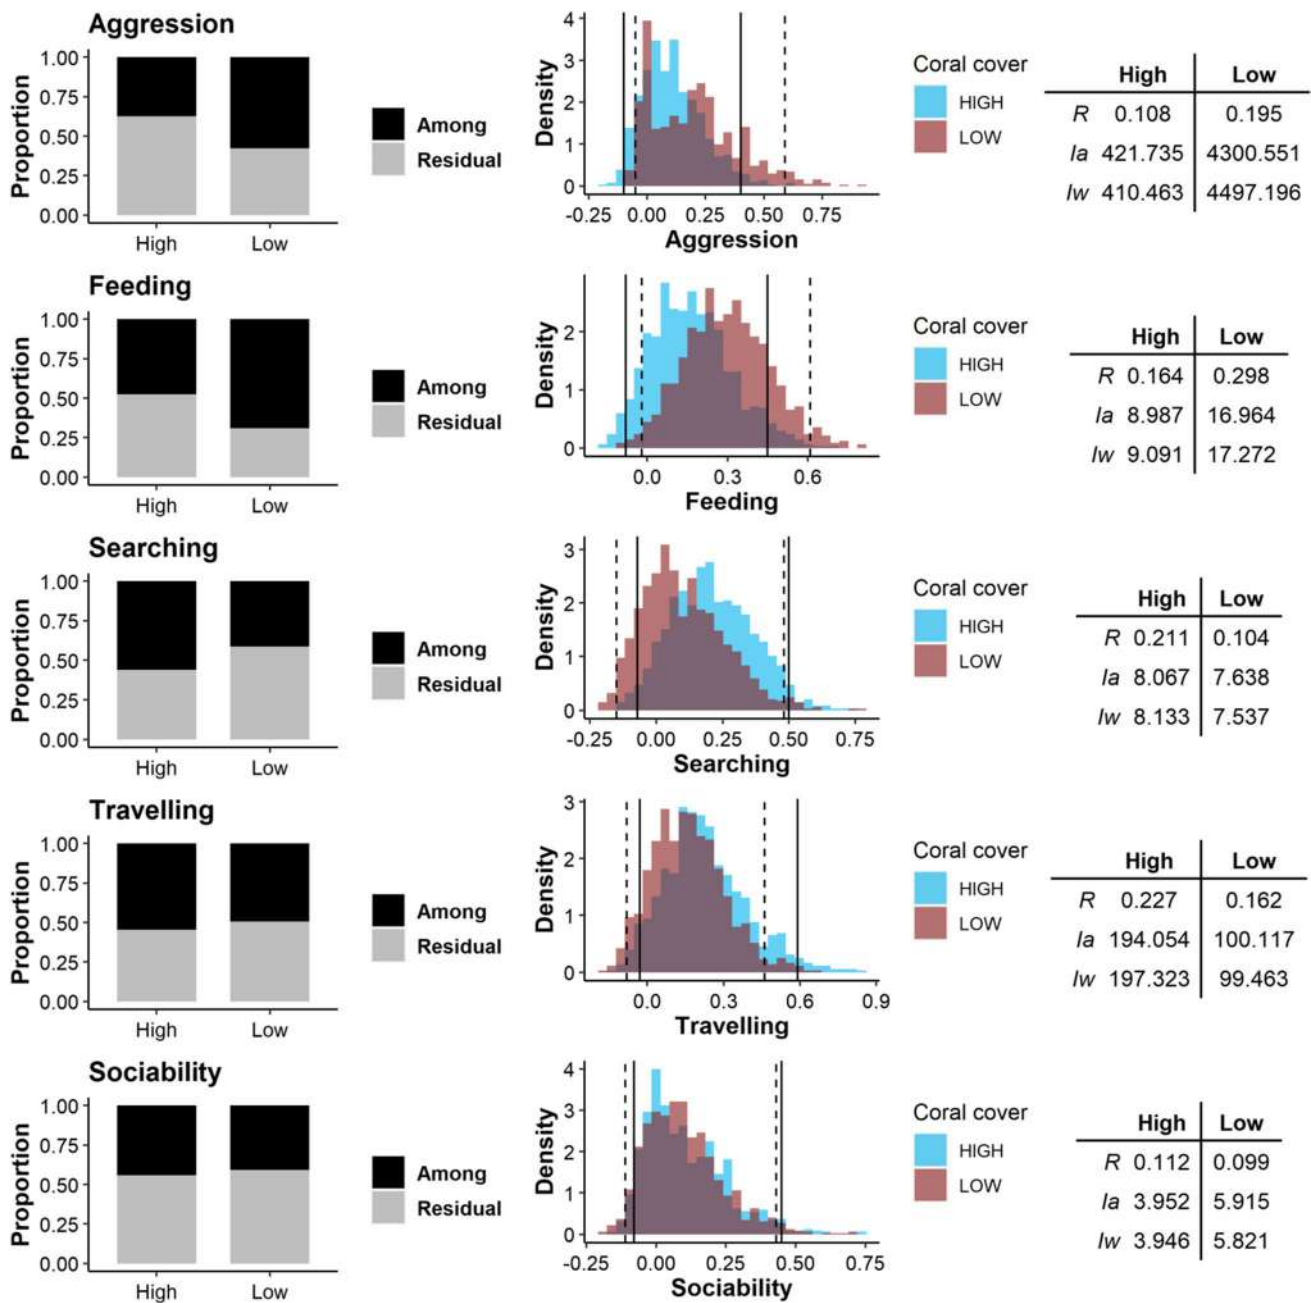 Aggression
Proportion
1.00
0.75
0.50
0.25
0.00
High Low
Among
Residual
Density
4
3
2
1
0
-0.25 0.00 0.25 0.50 0.75
Aggression
Coral cover
HIGH
LOW
High Low
R 0.108 0.195
Ia 421.735 4300.551
Iw 410.463 4497.196
Feeding
Proportion
1.00
0.75
0.50
0.25
0.00
High Low
Among
Residual
Density
2
1
0
0.0 0.3 0.6
Feeding
Coral cover
HIGH
LOW
High Low
R 0.164 0.298
Ia 8.987 16.964
Iw 9.091 17.272
Searching
Proportion
1.00
0.75
0.50
0.25
0.00
High Low
Among
Residual
Density
3
2
1
0
-0.25 0.00 0.25 0.50 0.75
Searching
Coral cover
HIGH
LOW
High Low
R 0.211 0.104
Ia 8.067 7.638
Iw 8.133 7.537
Travelling
Proportion
1.00
0.75
0.50
0.25
0.00
High Low
Among
Residual
Density
3
2
1
0
0.0 0.3 0.6 0.9
Travelling
Coral cover
HIGH
LOW
High Low
R 0.227 0.162
Ia 194.054 100.117
Iw 197.323 99.463
Sociability
Proportion
1.00
0.75
0.50
0.25
0.00
High Low
Among
Residual
Density
4
3
2
1
0
-0.25 0.00 0.25 0.50 0.75
Sociability
Coral cover
HIGH
LOW
High Low
R 0.112 0.099
Ia 3.952 5.915
Iw 3.946 5.821